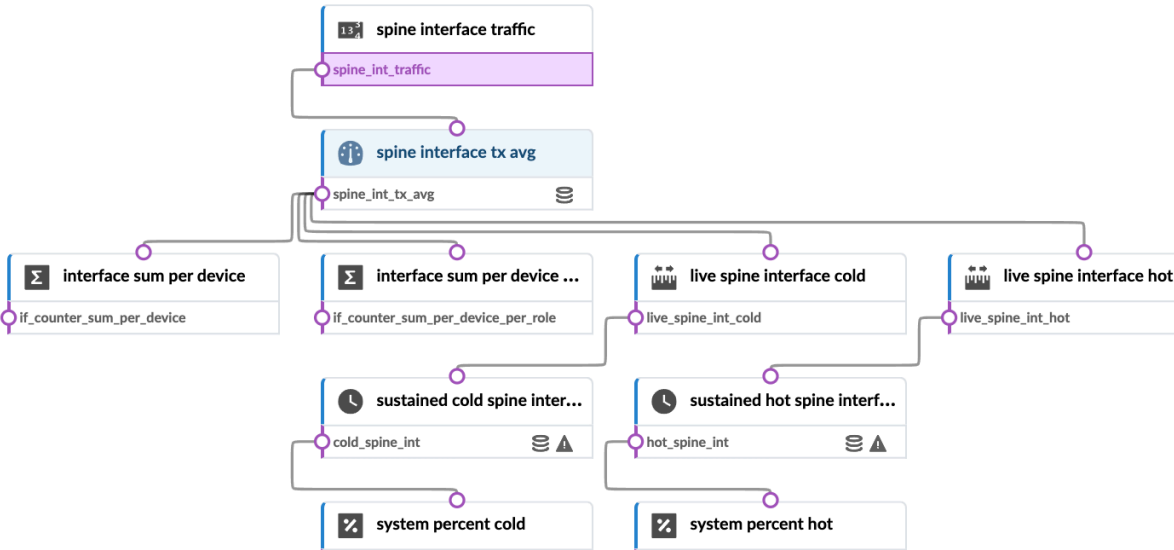 spine interface traffic
spine_int_traffic
spine interface tx avg
spine_int_tx_avg
interface sum per device
if_counter_sum_per_device
interface sum per device ...
if_counter_sum_per_device_per_role
live spine interface cold
live_spine_int_cold
live spine interface hot
live_spine_int_hot
sustained cold spine inter...
cold_spine_int
sustained hot spine interf...
hot_spine_int
system percent cold
system percent hot